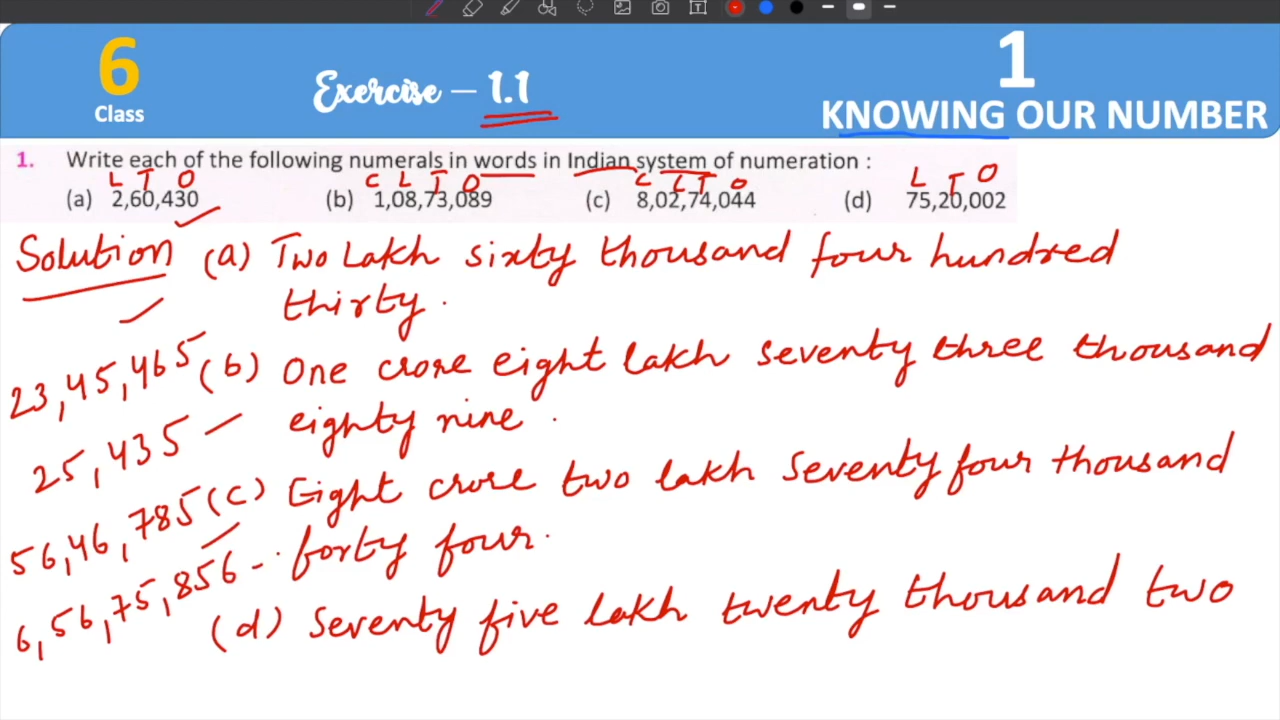 6
Class
Exercise – 1.1
1
KNOWING OUR NUMBER
1. Write each of the following numerals in words in Indian system of numeration :
L T O C L T O C L T O L T O
(a) 2,60,430 (b) 1,08,73,089 (c) 8,02,74,044 (d) 75,20,002
Solution (a) Two Lakh sixty thousand four hundred
thirty.
23,45,465 (b) One crore eight lakh seventy three thousand
25,435 – eighty nine.
56,46,785 (c) Eight crore two lakh seventy four thousand
6,56,75,856 – forty four.
(d) Seventy five lakh twenty thousand two